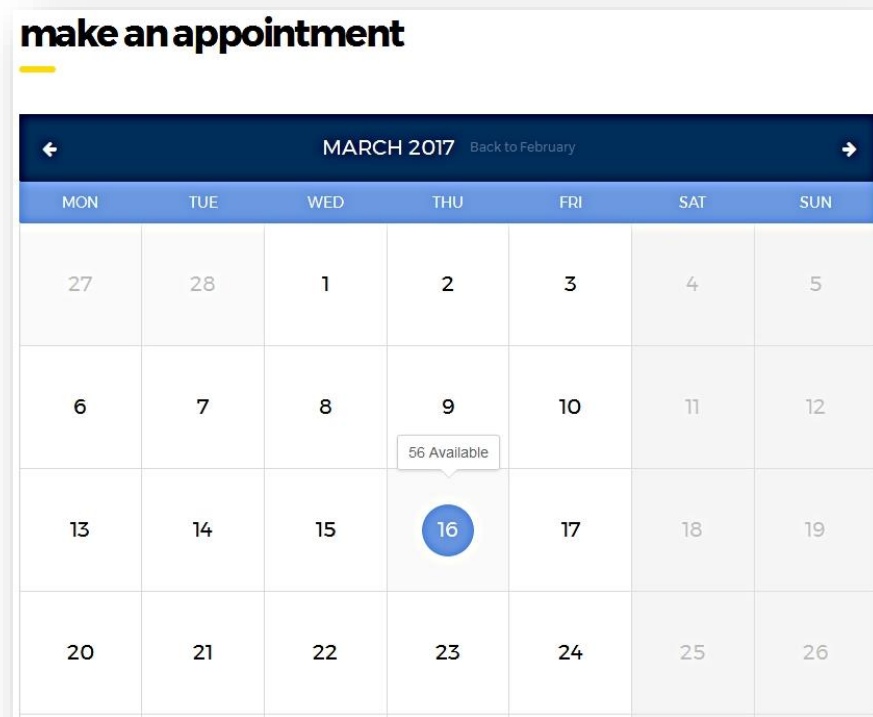 make an appointment
MARCH 2017 Back to February
MON TUE WED THU FRI SAT SUN
27 28 1 2 3 4 5
6 7 8 9 10 11 12
56 Available
13 14 15 16 17 18 19
20 21 22 23 24 25 26